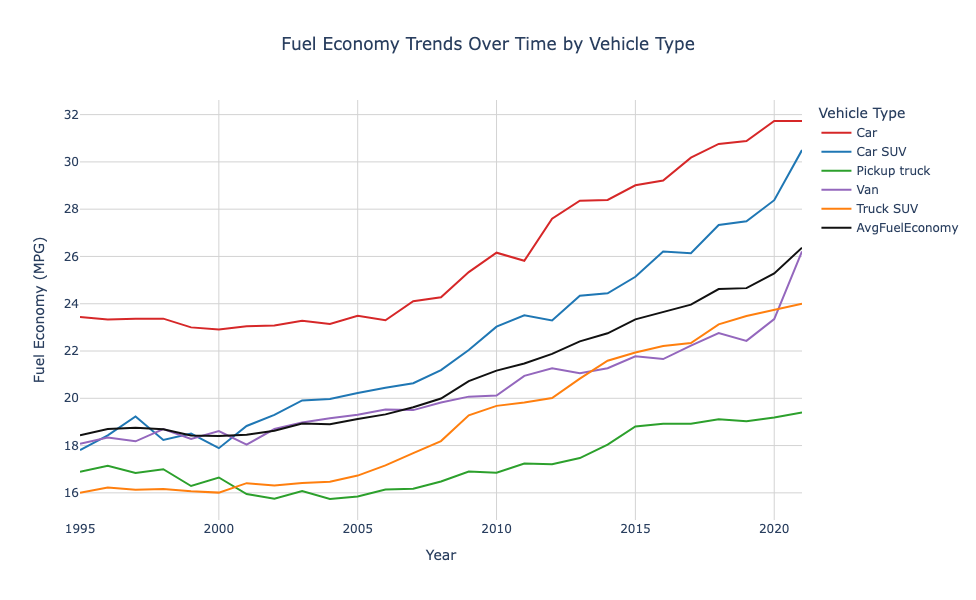 Fuel Economy Trends Over Time by Vehicle Type
Vehicle Type
Car
Car SUV
Pickup truck
Van
Truck SUV
AvgFuelEconomy
Fuel Economy (MPG)
32
30
28
26
24
22
20
18
16
1995
2000
2005
2010
2015
2020
Year